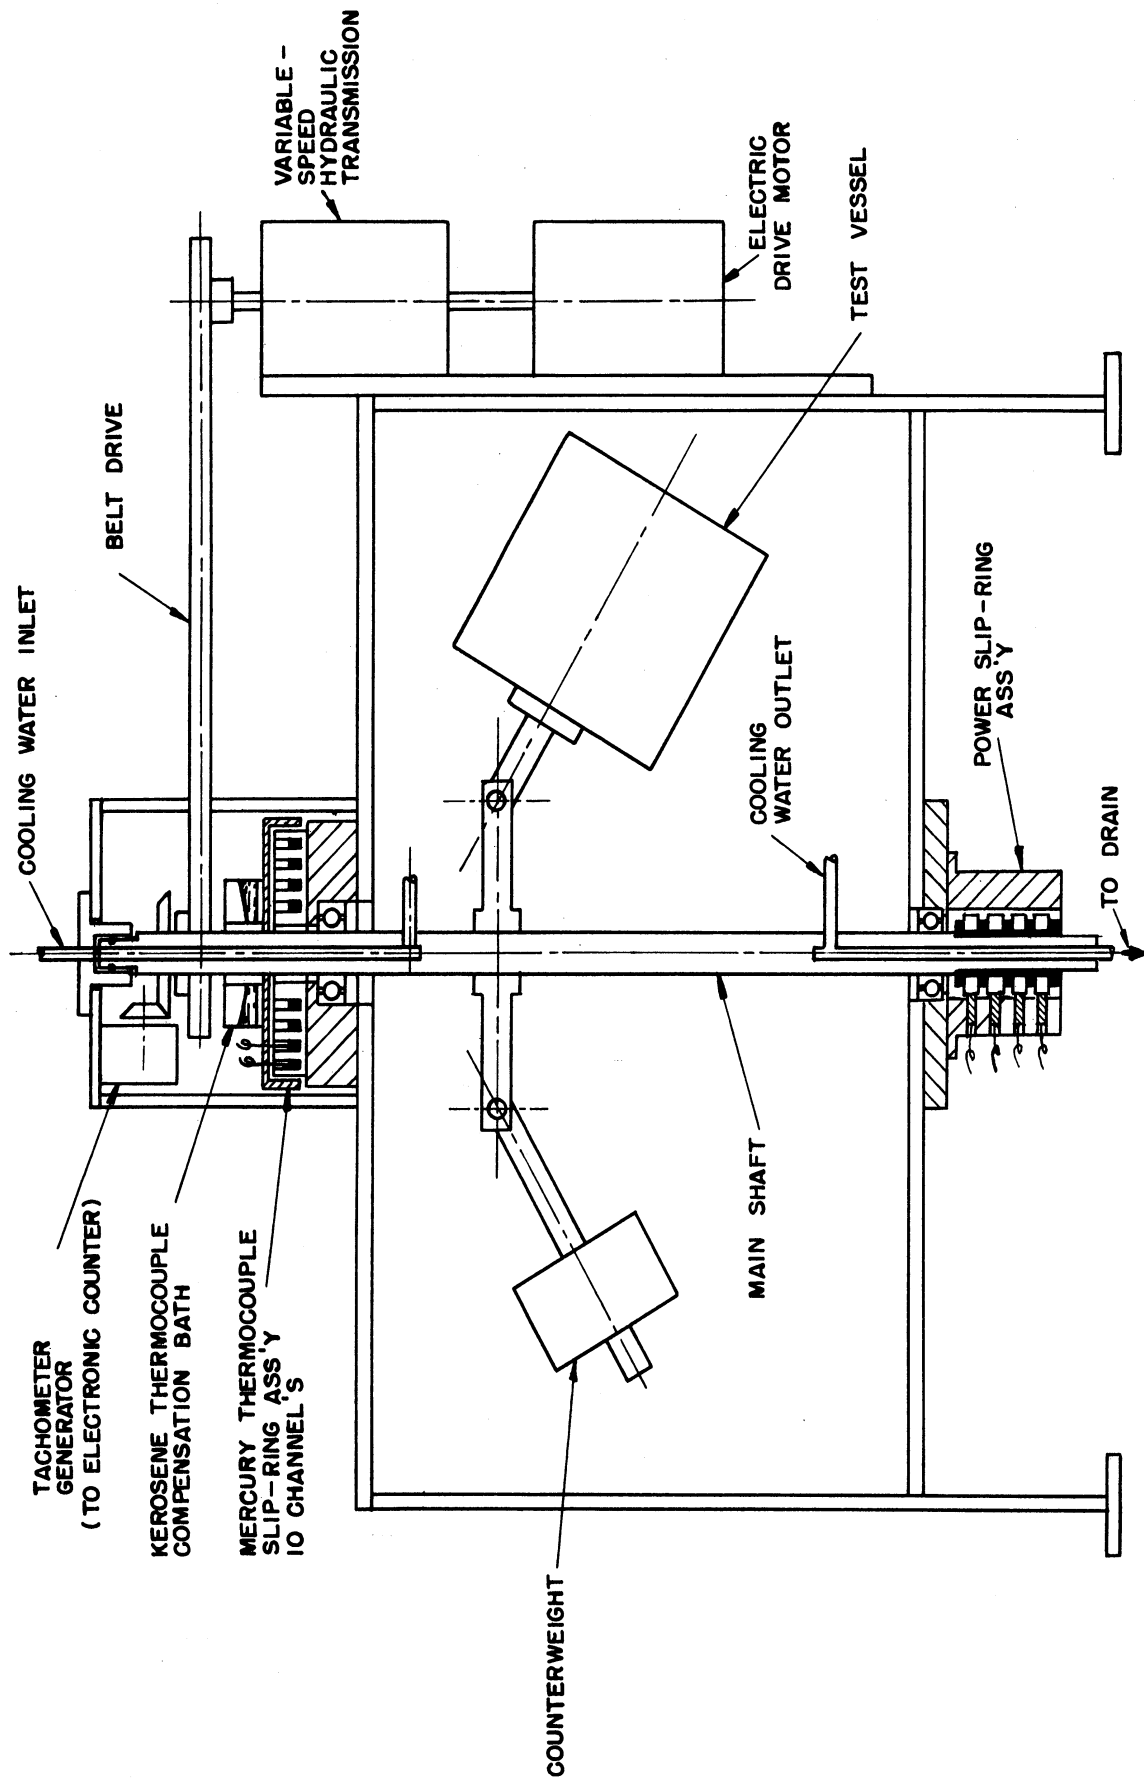 TACHOMETER
GENERATOR
(TO ELECTRONIC COUNTER)
KEROSENE THERMOCOUPLE
COMPENSATION BATH
MERCURY THERMOCOUPLE
SLIP-RING ASS'Y
10 CHANNEL'S
COUNTERWEIGHT
MAIN SHAFT
COOLING WATER INLET
BELT DRIVE
VARIABLE-
SPEED
HYDRAULIC
TRANSMISSION
ELECTRIC
DRIVE MOTOR
TEST VESSEL
COOLING
WATER OUTLET
POWER SLIP-RING
ASS'Y
TO DRAIN